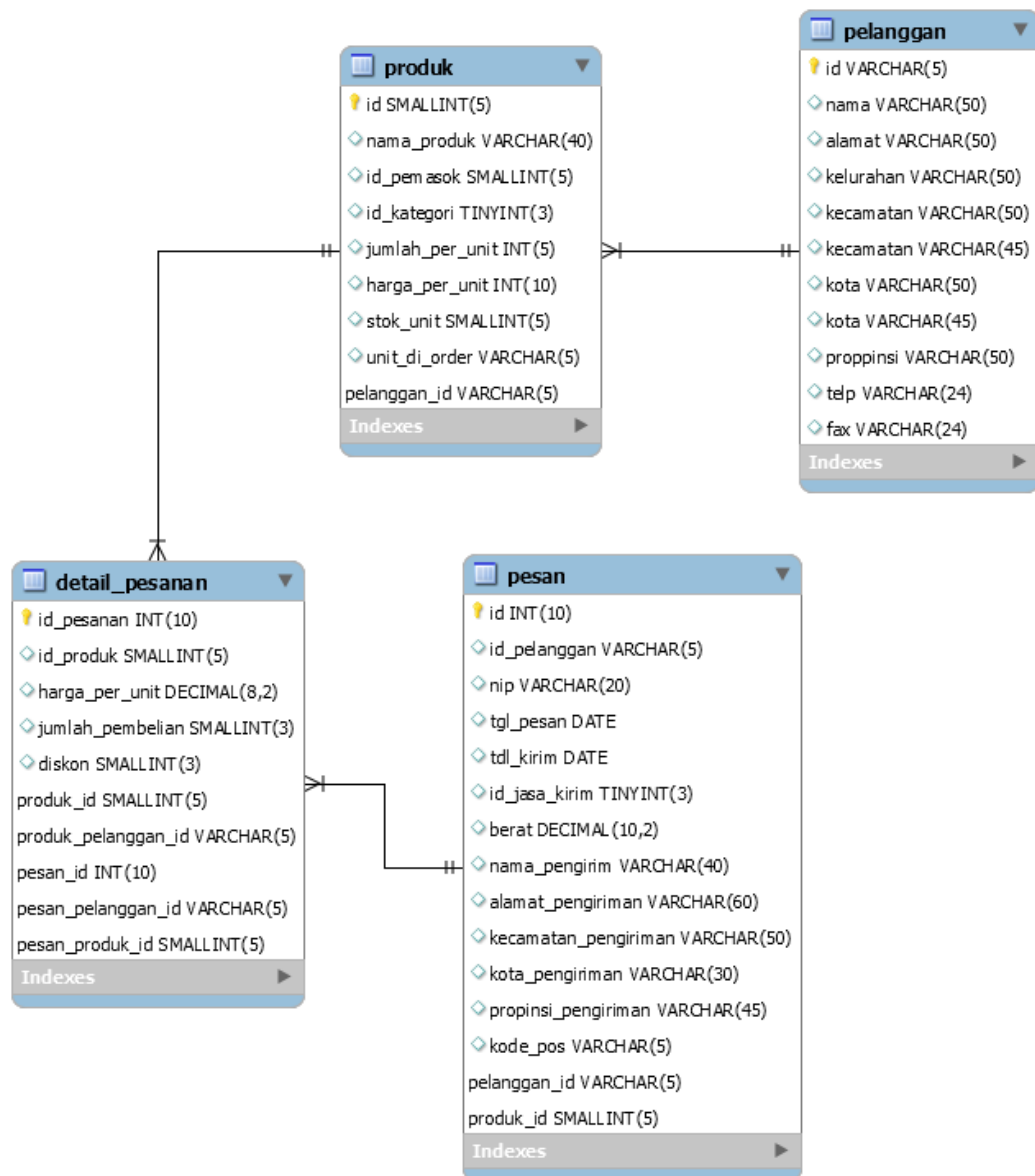 produk
id SMALLINT(5)
nama_produk VARCHAR(40)
id_pemasok SMALLINT(5)
id_kategori TINYINT(3)
jumlah_per_unit INT(5)
harga_per_unit INT(10)
stok_unit SMALLINT(5)
unit_di_order VARCHAR(5)
pelanggan_id VARCHAR(5)
Indexes
pelanggan
id VARCHAR(5)
nama VARCHAR(50)
alamat VARCHAR(50)
kelurahan VARCHAR(50)
kecamatan VARCHAR(50)
kecamatan VARCHAR(45)
kota VARCHAR(50)
kota VARCHAR(45)
proppinsi VARCHAR(50)
telp VARCHAR(24)
fax VARCHAR(24)
Indexes
detail_pesanan
id_pesanan INT(10)
id_produk SMALLINT(5)
harga_per_unit DECIMAL(8,2)
jumlah_pembelian SMALLINT(3)
diskon SMALLINT(3)
produk_id SMALLINT(5)
produk_pelanggan_id VARCHAR(5)
pesan_id INT(10)
pesan_pelanggan_id VARCHAR(5)
pesan_produk_id SMALLINT(5)
Indexes
pesan
id INT(10)
id_pelanggan VARCHAR(5)
nip VARCHAR(20)
tgl_pesan DATE
tdl_kirim DATE
id_jasa_kirim TINYINT(3)
berat DECIMAL(10,2)
nama_pengirim VARCHAR(40)
alamat_pengiriman VARCHAR(60)
kecamatan_pengiriman VARCHAR(50)
kota_pengiriman VARCHAR(30)
propinsi_pengiriman VARCHAR(45)
kode_pos VARCHAR(5)
pelanggan_id VARCHAR(5)
produk_id SMALLINT(5)
Indexes